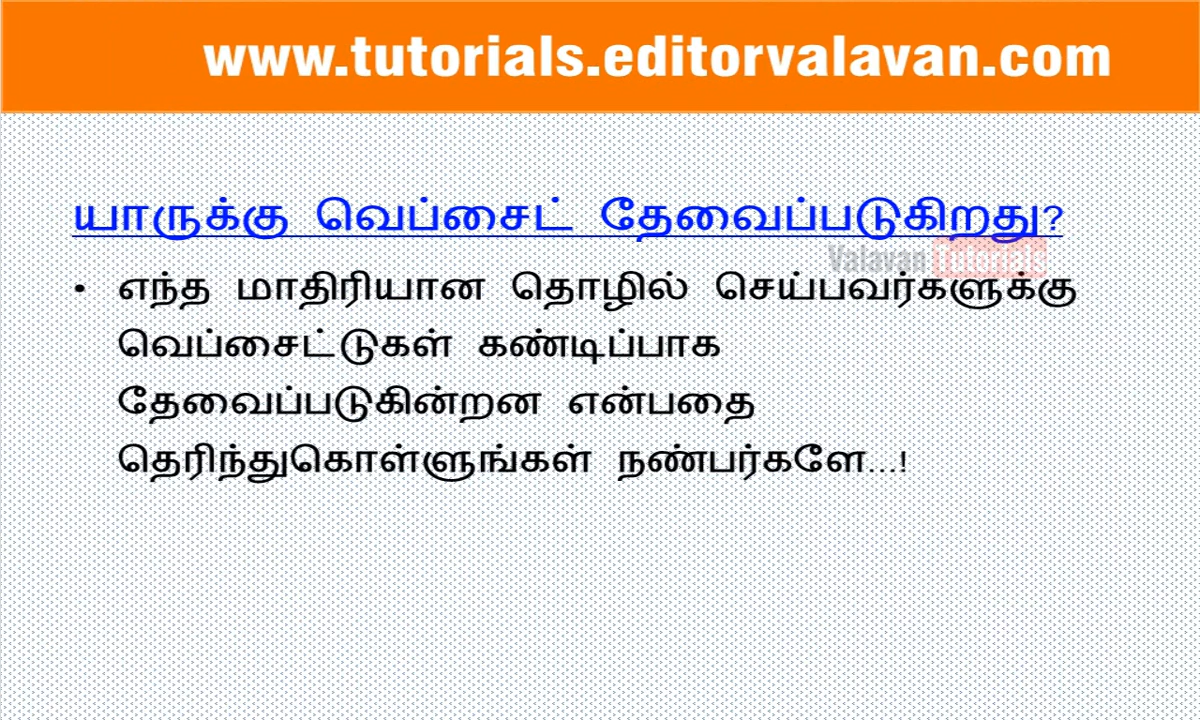 www.tutorials.editorvalavan.com
யாருக்கு வெப்சைட் தேவைப்படுகிறது?
Valavan Tutorials
• எந்த மாதிரியான தொழில் செய்பவர்களுக்கு
வெப்சைட்டுகள் கண்டிப்பாக
தேவைப்படுகின்றன என்பதை
தெரிந்துகொள்ளுங்கள் நண்பர்களே...!